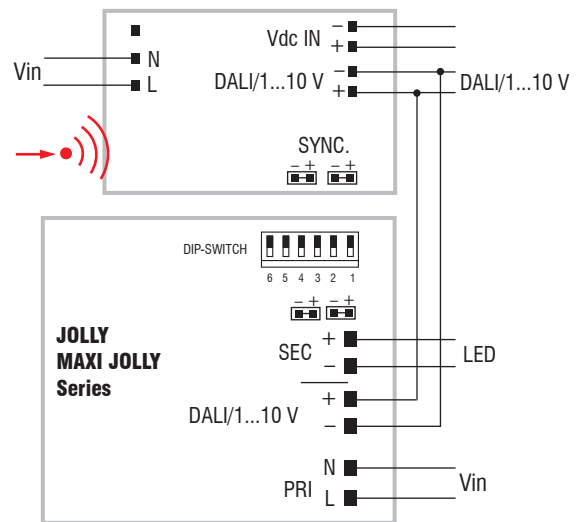 − Vdc IN
+
N
Vin
L
− DALI/1...10 V
+ DALI/1...10 V
SYNC.
− + − +
DIP-SWITCH
6 5 4 3 2 1
− + − +
JOLLY
MAXI JOLLY
Series
+
SEC LED
−
+
DALI/1...10 V
−
N
PRI Vin
L